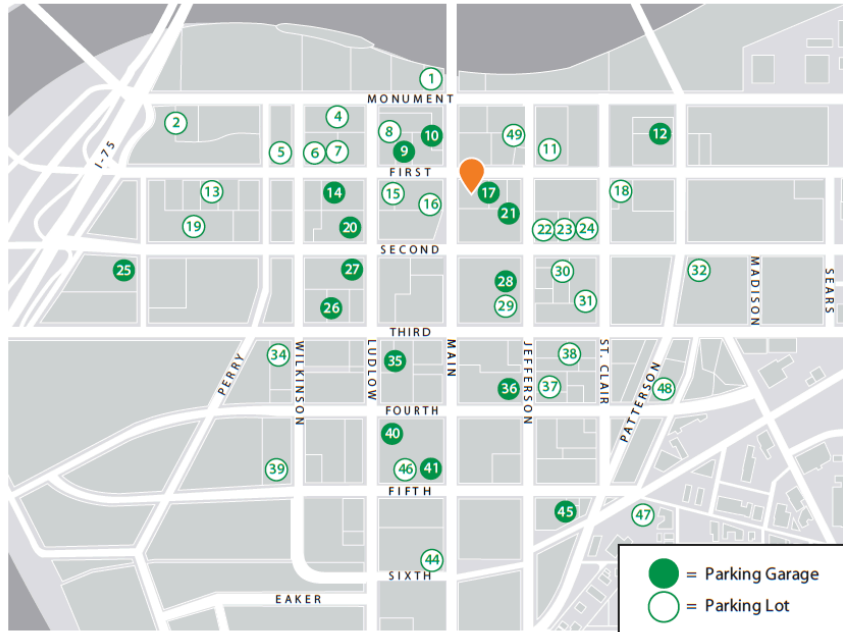 1
MONUMENT
2
4
8
10
49
11
12
5
6
7
9
I-75
FIRST
13
14
15
16
17
18
19
20
21
22
23
24
SECOND
25
27
28
30
32
26
29
31
MADISON
SEARS
THIRD
34
WILKINSON
LUDLOW
35
MAIN
JEFFERSON
38
ST. CLAIR
PERRY
36
37
PATTERSON
48
FOURTH
40
39
46
41
FIFTH
45
47
44
SIXTH
EAKER
= Parking Garage
= Parking Lot